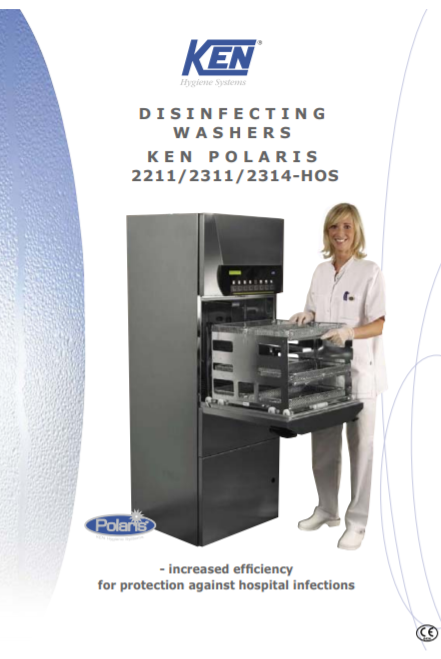 KEN®
Hygiene Systems
DISINFECTING
WASHERS
KEN POLARIS
2211/2311/2314-HOS
Polaris
- increased efficiency
for protection against hospital infections
CE